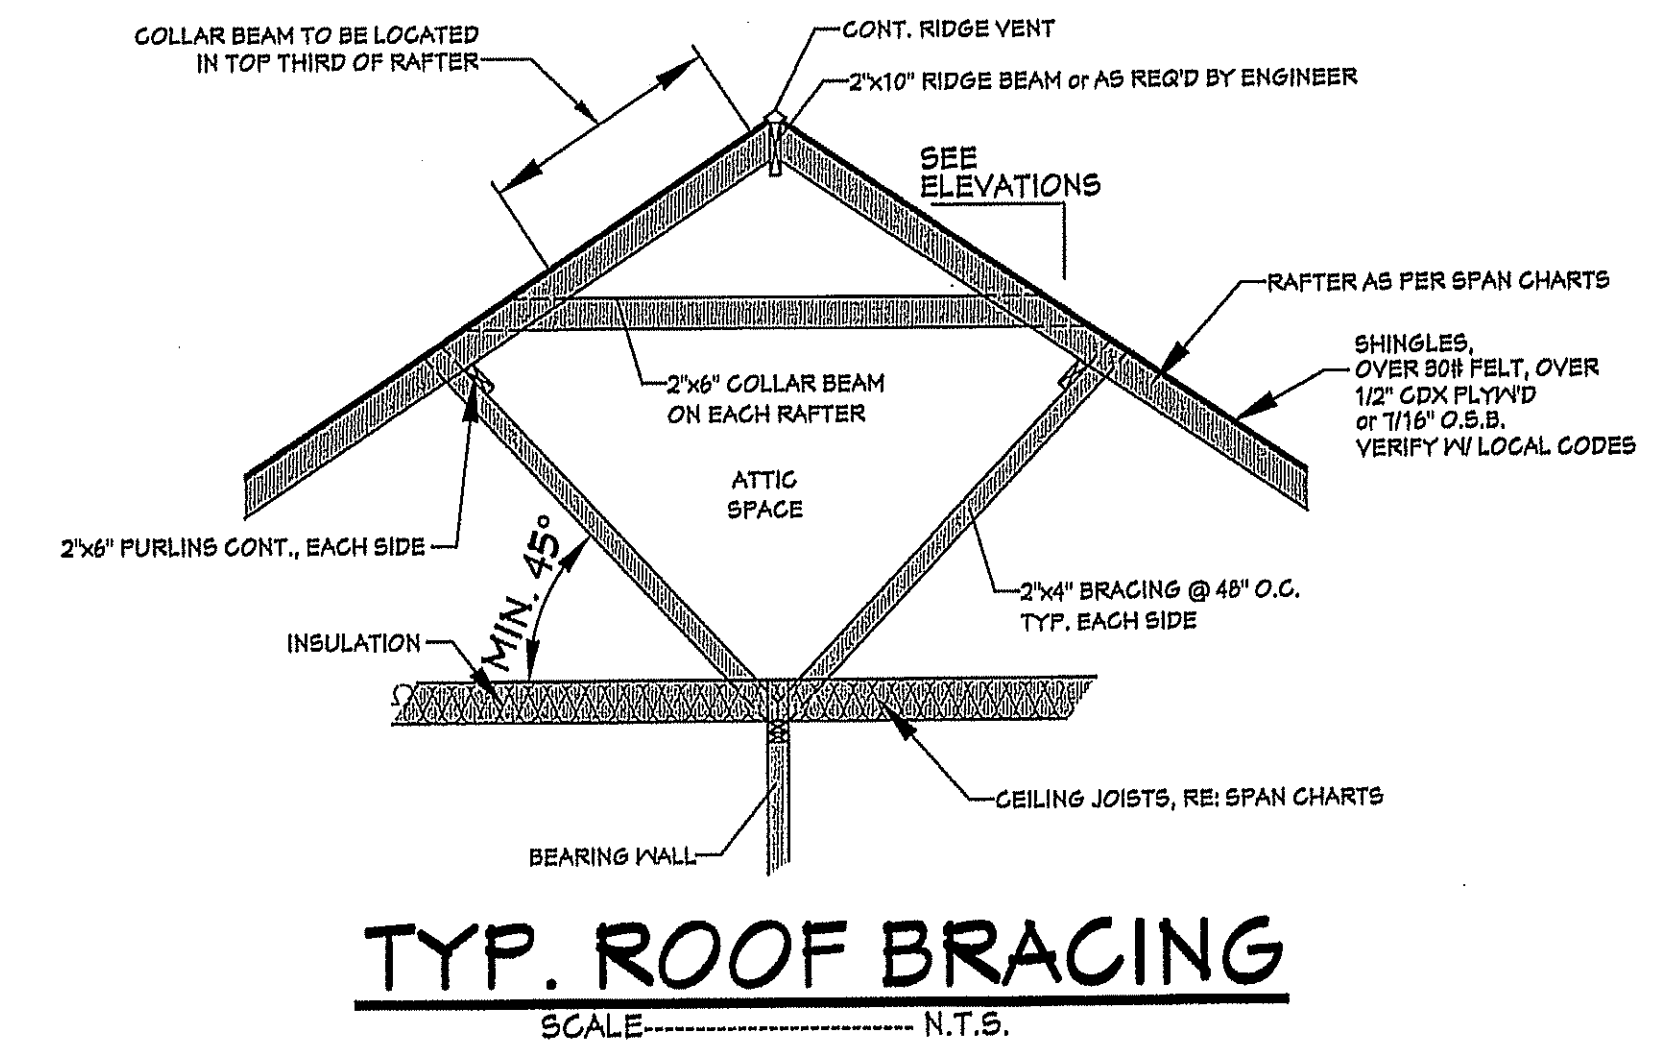 COLLAR BEAM TO BE LOCATED
IN TOP THIRD OF RAFTER
CONT. RIDGE VENT
2"x10" RIDGE BEAM or AS REQ'D BY ENGINEER
SEE
ELEVATIONS
RAFTER AS PER SPAN CHARTS
SHINGLES,
OVER 30# FELT, OVER
1/2" CDX PLYW'D
or 7/16" O.S.B.
VERIFY W/ LOCAL CODES
2"x6" COLLAR BEAM
ON EACH RAFTER
ATTIC
SPACE
2"x6" PURLINS CONT., EACH SIDE
MIN. 45°
2"x4" BRACING @ 48" O.C.
TYP. EACH SIDE
INSULATION
CEILING JOISTS, RE: SPAN CHARTS
BEARING WALL
TYP. ROOF BRACING
SCALE-------------------------- N.T.S.